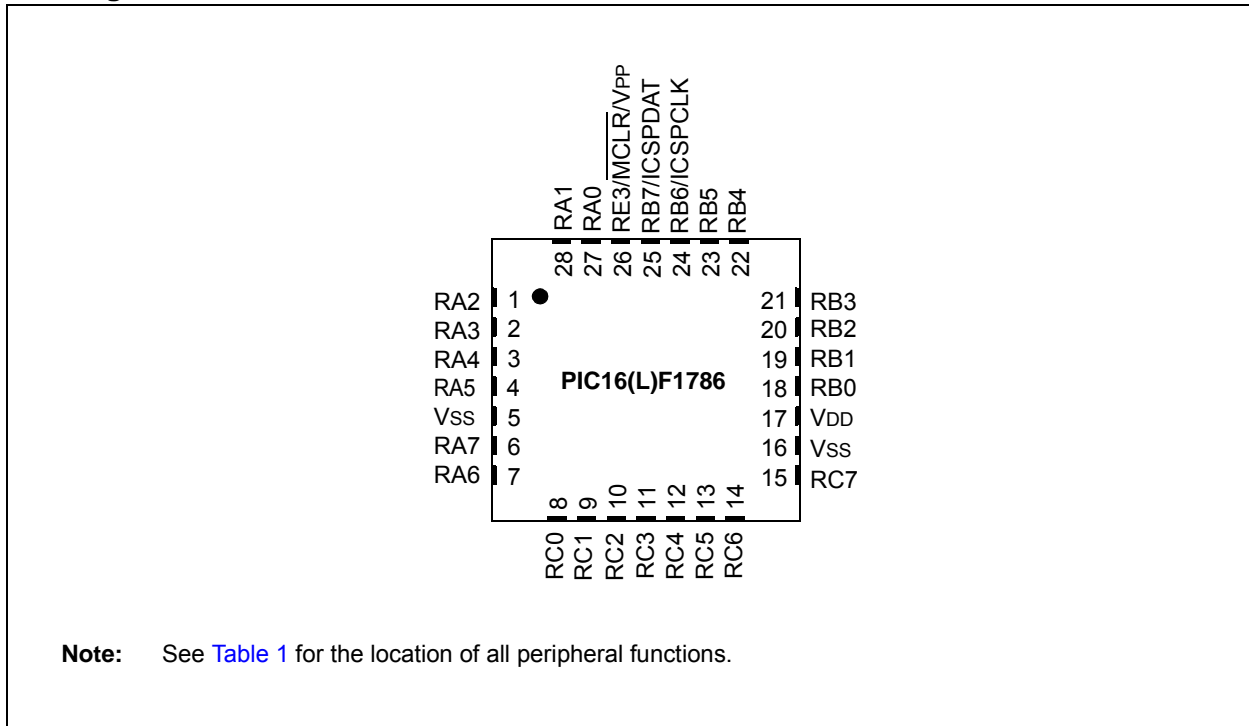 RA1
RA0
RE3/MCLR/VPP
RB7/ICSPDAT
RB6/ICSPCLK
RB5
RB4
28
27
26
25
24
23
22
RA2 1
RA3 2
RA4 3
RA5 4
VSS 5
RA7 6
RA6 7
PIC16(L)F1786
21 RB3
20 RB2
19 RB1
18 RB0
17 VDD
16 VSS
15 RC7
8
9
10
11
12
13
14
RC0
RC1
RC2
RC3
RC4
RC5
RC6
Note: See Table 1 for the location of all peripheral functions.